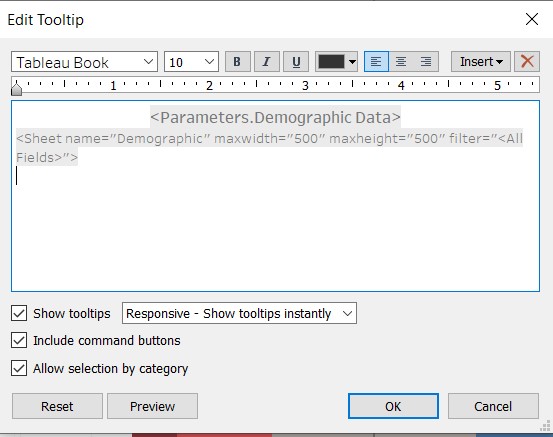 Edit Tooltip
Tableau Book 10 B I U Insert
1 2 3 4 5
<Parameters.Demographic Data>
<Sheet name="Demographic" maxwidth="500" maxheight="500" filter="<All
Fields>">
Show tooltips Responsive - Show tooltips instantly
Include command buttons
Allow selection by category
Reset Preview OK Cancel